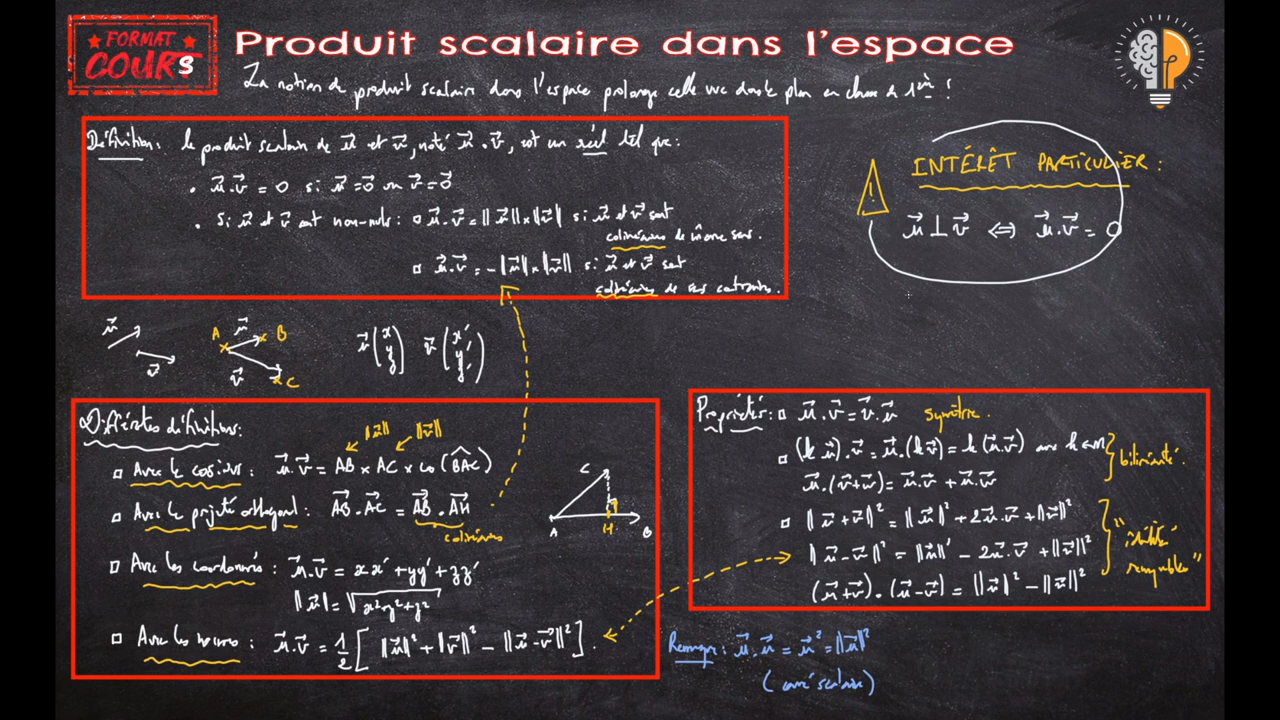 FORMAT
COURS
Produit scalaire dans l'espace
La notion de produit scalaire dans l'espace prolonge celle vue dans le plan en classe de 1ère !
Définition : le produit scalaire de u⃗ et v⃗, noté u⃗ . v⃗, est un réel tel que :
• u⃗.v⃗ = 0 si u⃗ = 0⃗ ou v⃗ = 0⃗
• Si u⃗ et v⃗ sont non-nuls : ▫ u⃗.v⃗ = ||u⃗|| × ||v⃗|| si u⃗ et v⃗ sont
colinéaires de même sens.
▫ u⃗.v⃗ = -||u⃗|| × ||v⃗|| si u⃗ et v⃗ sont
colinéaires de sens contraires.
! INTÉRÊT PARTICULIER :
u⃗ ⊥ v⃗ ⇔ u⃗.v⃗ = 0
u⃗ v⃗ A u⃗ B v⃗ C
u⃗ (x y) v⃗ (x' y')
Différentes définitions :
||u⃗|| ||v⃗||
▫ Avec le cosinus : u⃗.v⃗ = AB × AC × cos(BAC)
▫ Avec le projeté orthogonal : AB⃗ . AC⃗ = AB⃗ . AH⃗
colinéaires
C A H B
▫ Avec les coordonnées : u⃗.v⃗ = xx' + yy' + zz'
||u⃗|| = √(x²+y²+z²)
▫ Avec les normes : u⃗.v⃗ = 1/2 [ ||u⃗||² + ||v⃗||² - ||u⃗-v⃗||² ].
Propriétés : ▫ u⃗.v⃗ = v⃗.u⃗ symétrie.
▫ (k u⃗).v⃗ = u⃗.(k v⃗) = k (u⃗.v⃗) avec k ∈ ℝ
u⃗.(v⃗+w⃗) = u⃗.v⃗ + u⃗.w⃗
bilinéarité.
▫ ||u⃗+v⃗||² = ||u⃗||² + 2u⃗.v⃗ + ||v⃗||²
||u⃗-v⃗||² = ||u⃗||² - 2u⃗.v⃗ + ||v⃗||²
(u⃗+v⃗).(u⃗-v⃗) = ||u⃗||² - ||v⃗||²
"identités
remarquables"
Remarque : u⃗.u⃗ = u⃗² = ||u⃗||²
(carré scalaire)